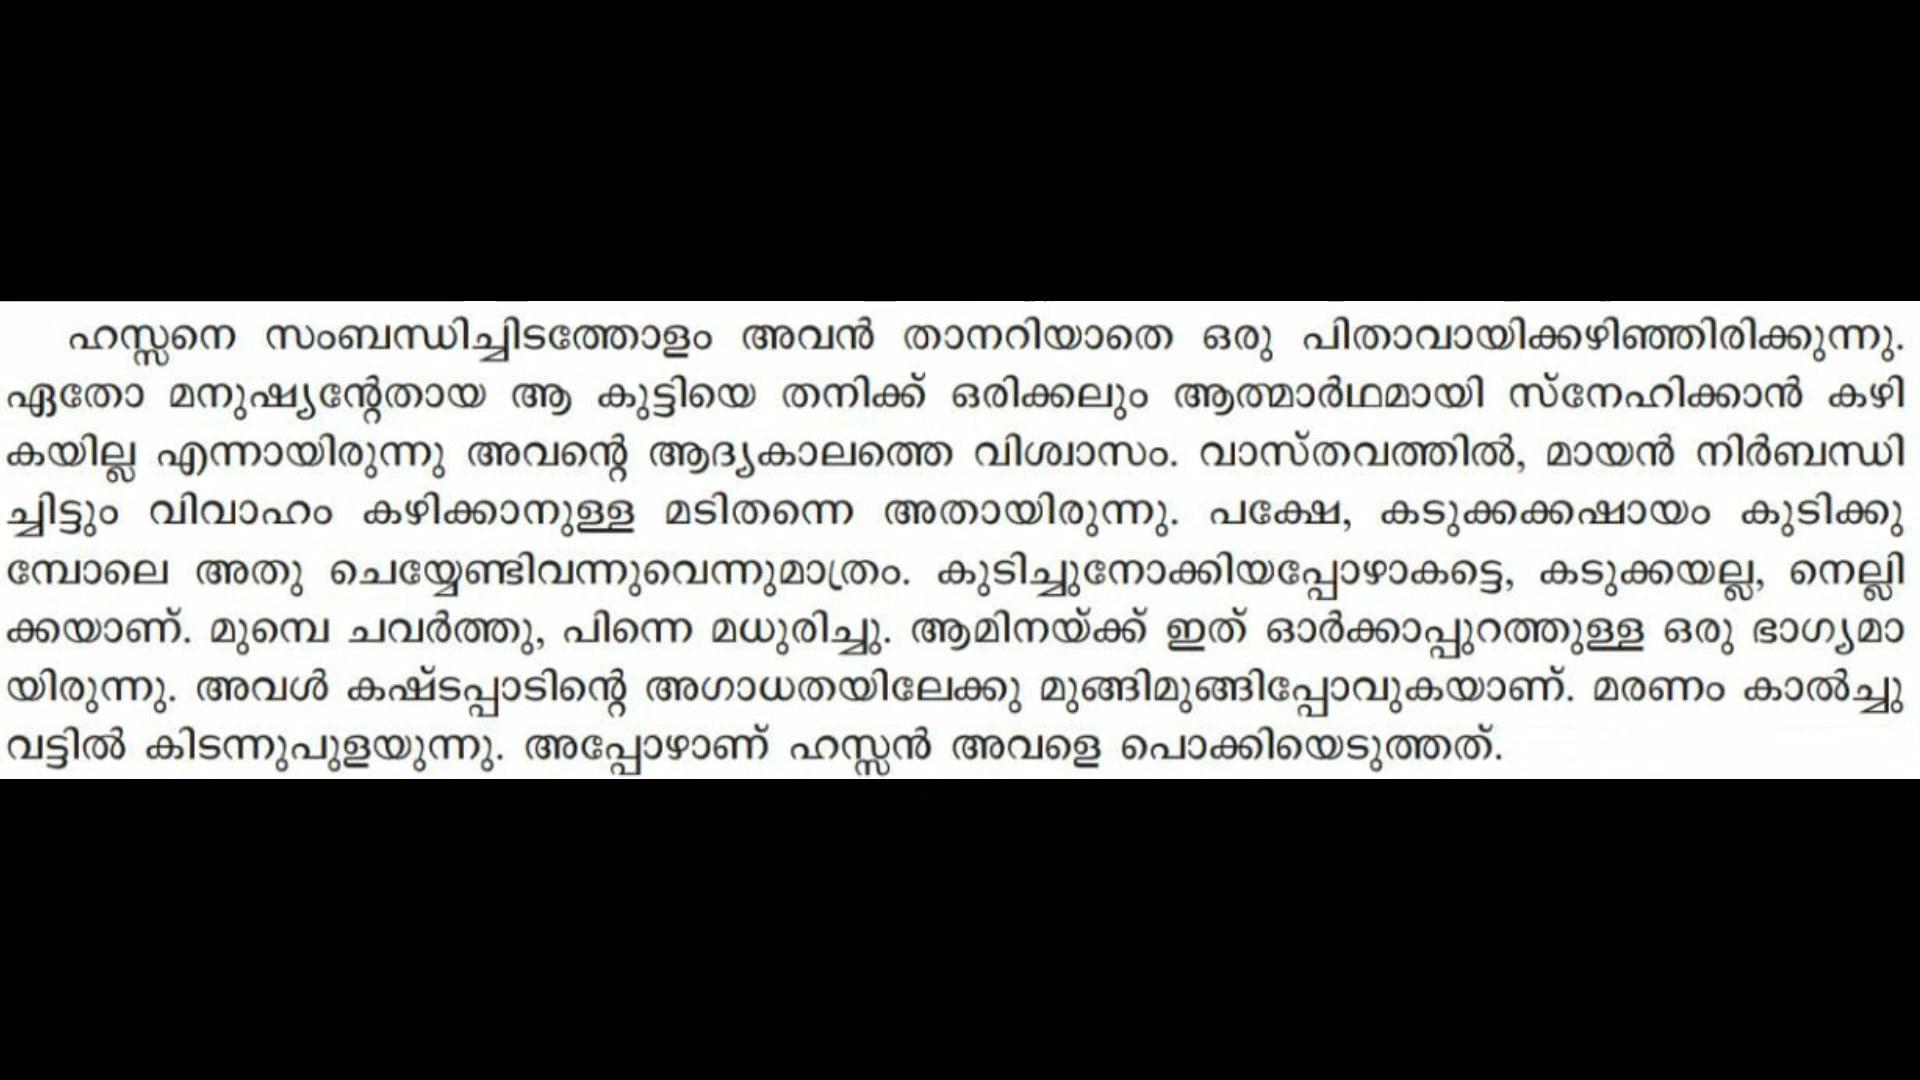 ഹസ്സനെ സംബന്ധിച്ചിടത്തോളം അവൻ താനറിയാതെ ഒരു പിതാവായിക്കഴിഞ്ഞിരിക്കുന്നു.
ഏതോ മനുഷ്യന്റേതായ ആ കുട്ടിയെ തനിക്ക് ഒരിക്കലും ആത്മാർഥമായി സ്നേഹിക്കാൻ കഴി
കയില്ല എന്നായിരുന്നു അവന്റെ ആദ്യകാലത്തെ വിശ്വാസം. വാസ്തവത്തിൽ, മായൻ നിർബന്ധി
ച്ചിട്ടും വിവാഹം കഴിക്കാനുള്ള മടിതന്നെ അതായിരുന്നു. പക്ഷേ, കടുക്കക്കഷായം കുടിക്കു
മ്പോലെ അതു ചെയ്യേണ്ടിവന്നുവെന്നുമാത്രം. കുടിച്ചുനോക്കിയപ്പോഴാകട്ടെ, കടുക്കയല്ല, നെല്ലി
ക്കയാണ്. മുമ്പെ ചവർത്തു, പിന്നെ മധുരിച്ചു. ആമിനയ്ക്ക് ഇത് ഓർക്കാപ്പുറത്തുള്ള ഒരു ഭാഗ്യമാ
യിരുന്നു. അവൾ കഷ്ടപ്പാടിന്റെ അഗാധതയിലേക്കു മുങ്ങിമുങ്ങിപ്പോവുകയാണ്. മരണം കാൽച്ചു
വട്ടിൽ കിടന്നുപുളയുന്നു. അപ്പോഴാണ് ഹസ്സൻ അവളെ പൊക്കിയെടുത്തത്.